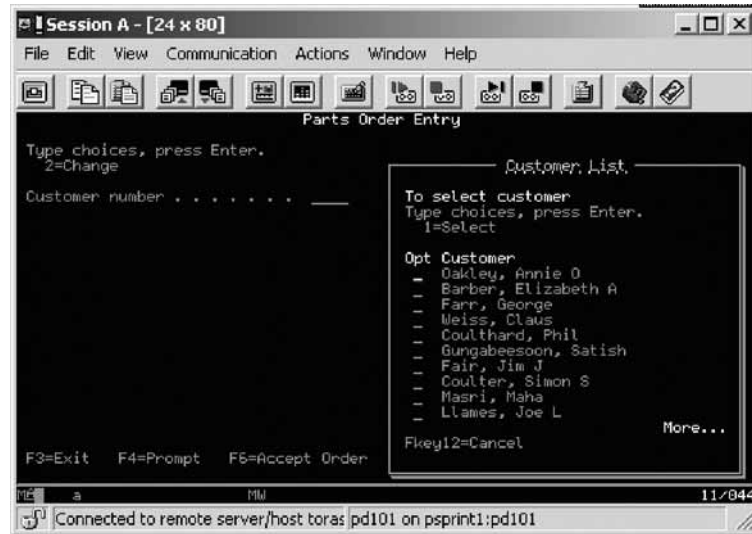 Session A - [24 x 80]
File Edit View Communication Actions Window Help
Parts Order Entry
Type choices, press Enter.
2=Change
Customer number . . . . . . . ____
Customer List
To select customer
Type choices, press Enter.
1=Select
Opt Customer
_ Oakley, Annie O
_ Barber, Elizabeth A
_ Farr, George
_ Weiss, Claus
_ Coulthard, Phil
_ Gungabeesoon, Satish
_ Fair, Jim J
_ Coulter, Simon S
_ Masri, Maha
_ Llames, Joe L
More...
Fkey12=Cancel
F3=Exit F4=Prompt F6=Accept Order
a MW 11/044
Connected to remote server/host toras pd101 on psprint1:pd101